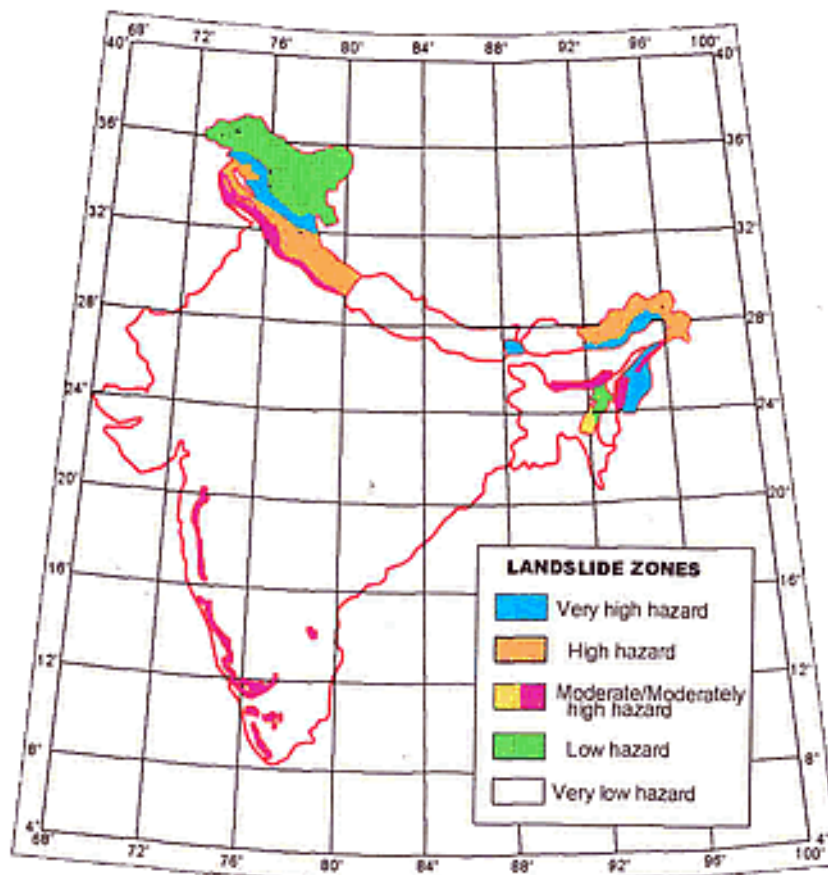 68° 72° 76° 80° 88° 92° 96° 100°
40° 40°
36° 36°
32° 32°
28° 28°
24° 24°
20° 20°
LANDSLIDE ZONES
16° 16°
Very high hazard
High hazard
12° 12°
Moderate/Moderately
high hazard
Low hazard
8° 8°
Very low hazard
4° 4°
68° 72° 76° 80° 84° 88° 92° 96° 100°